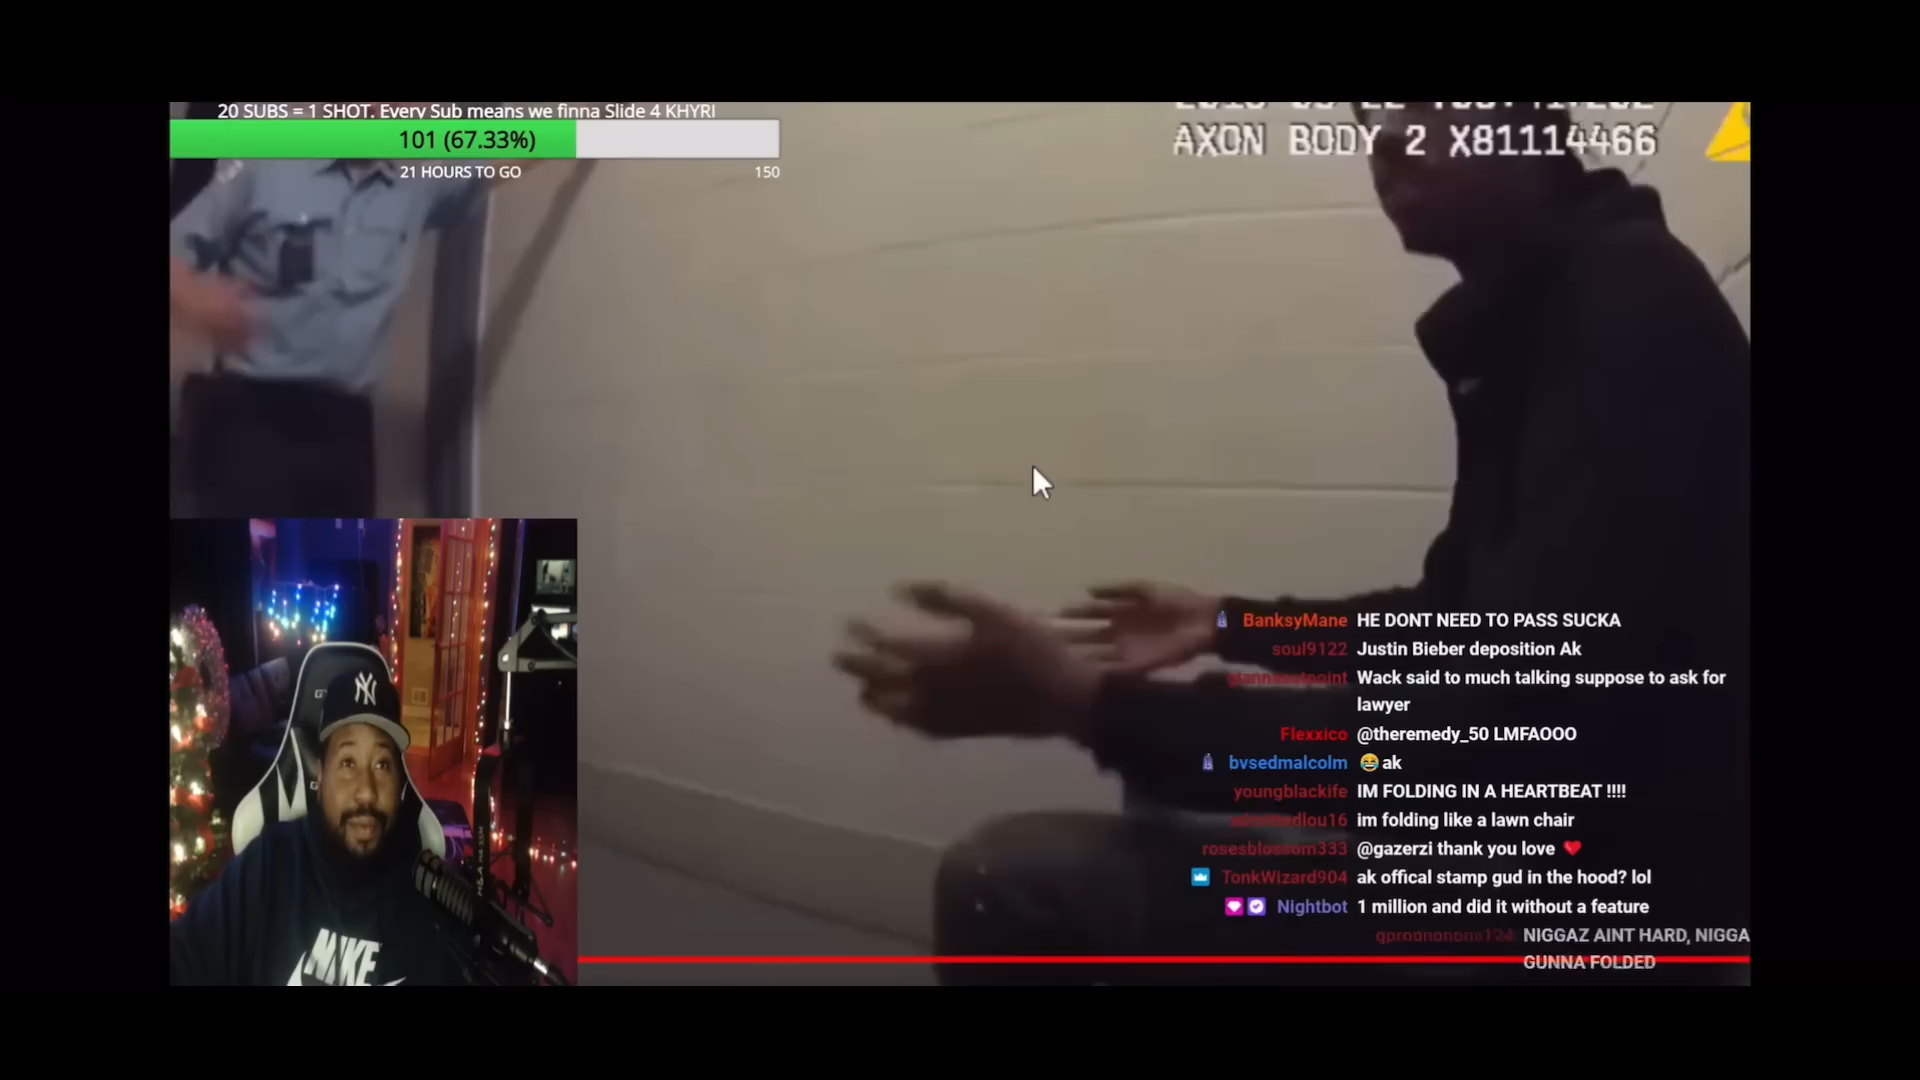 20 SUBS = 1 SHOT. Every Sub means we finna Slide 4 KHYRI
101 (67.33%)
21 HOURS TO GO
150
AXON BODY 2 X81114466
BanksyMane HE DONT NEED TO PASS SUCKA
soul9122 Justin Bieber deposition Ak
Wack said to much talking suppose to ask for
lawyer
Flexxico @theremedy_50 LMFAOOO
bvsedmalcolm 😂 ak
youngblackife IM FOLDING IN A HEARTBEAT !!!!
im folding like a lawn chair
rosesblossom333 @gazerzi thank you love ❤️
TonkWizard904 ak offical stamp gud in the hood? lol
Nightbot 1 million and did it without a feature
NIGGAZ AINT HARD, NIGGA
GUNNA FOLDED
NY
NIKE